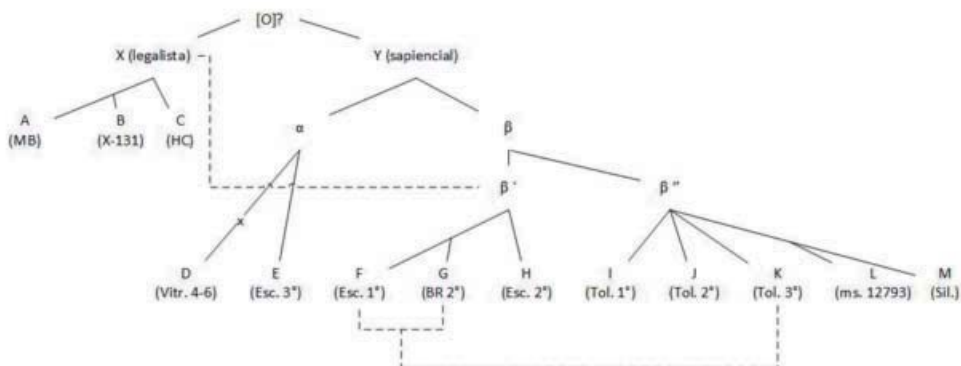 [O]?
X (legalista)
Y (sapiencial)
A
(MB)
B
(X-131)
C
(HC)
α
β
β ´
β ´´
x
D
(Vitr. 4-6)
E
(Esc. 3°)
F
(Esc. 1°)
G
(BR 2°)
H
(Esc. 2°)
I
(Tol. 1°)
J
(Tol. 2°)
K
(Tol. 3°)
L
(ms. 12793)
M
(Sil.)